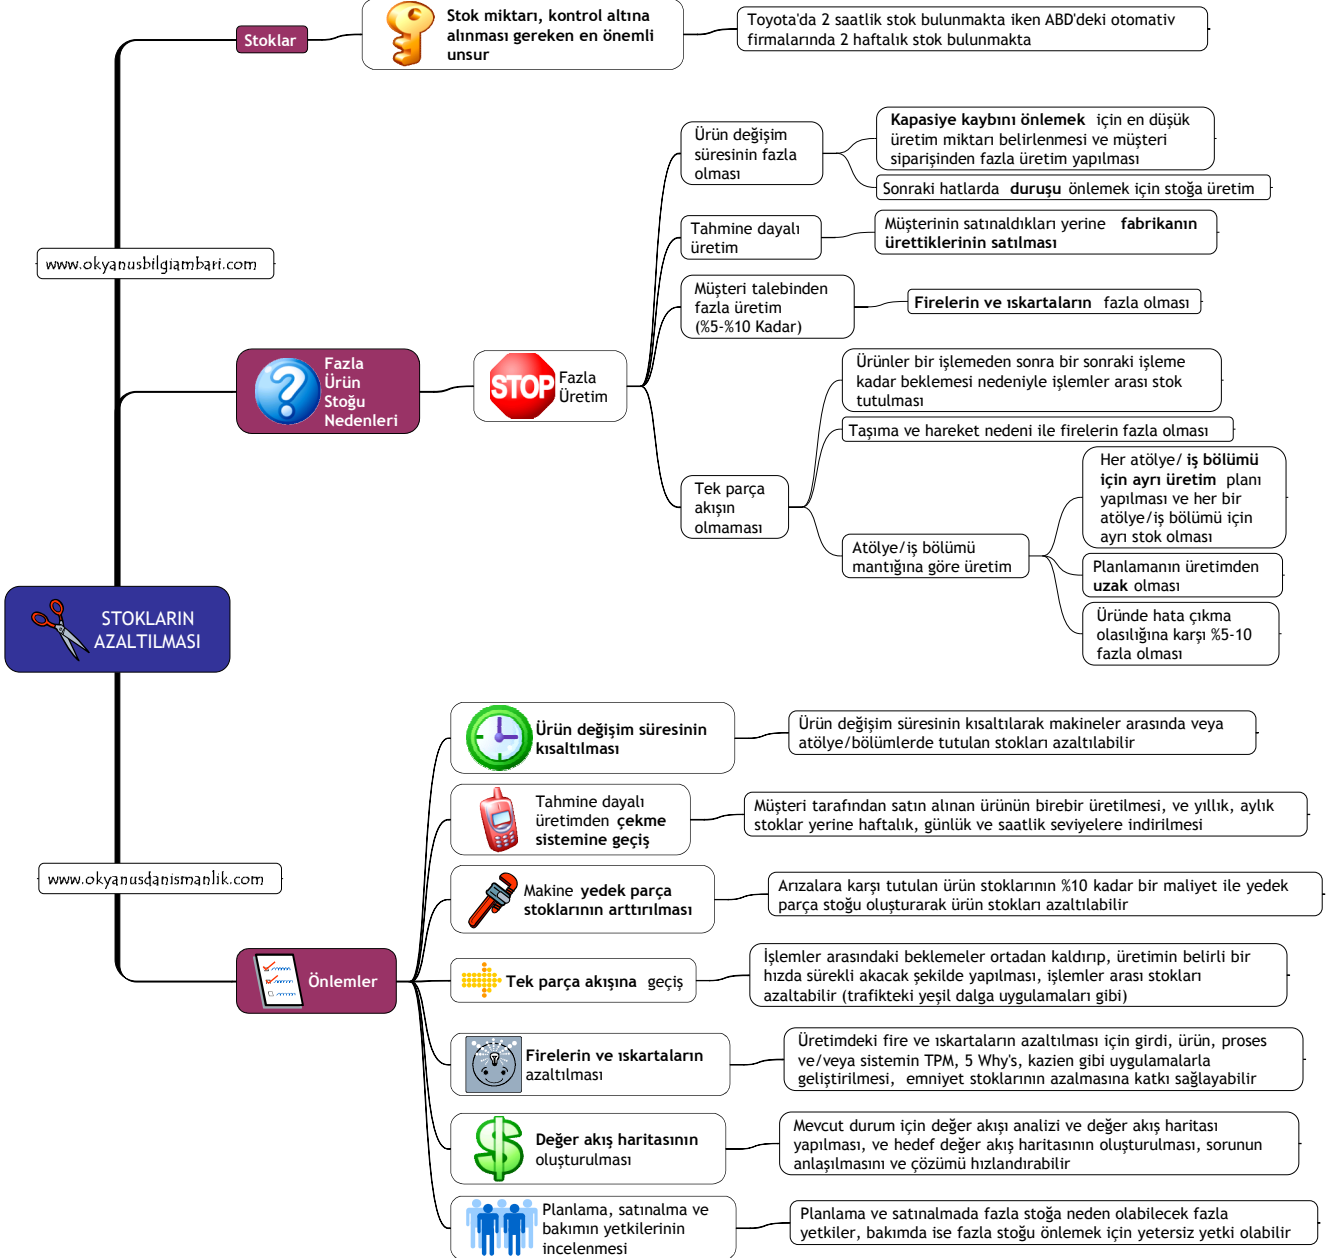 Stoklar
Stok miktarı, kontrol altına
alınması gereken en önemli
unsur
Toyota'da 2 saatlik stok bulunmakta iken ABD'deki otomativ
firmalarında 2 haftalık stok bulunmakta
www.okyanusbilgiambari.com
Fazla
Ürün
Stoğu
Nedenleri
STOP
Fazla
Üretim
Ürün değişim
süresinin fazla
olması
Kapasiye kaybını önlemek için en düşük
üretim miktarı belirlenmesi ve müşteri
siparişinden fazla üretim yapılması
Sonraki hatlarda duruşu önlemek için stoğa üretim
Tahmine dayalı
üretim
Müşterinin satınaldıkları yerine fabrikanın
ürettiklerinin satılması
Müşteri talebinden
fazla üretim
(%5-%10 Kadar)
Firelerin ve ıskartaların fazla olması
Tek parça
akışın
olmaması
Ürünler bir işlemeden sonra bir sonraki işleme
kadar beklemesi nedeniyle işlemler arası stok
tutulması
Taşıma ve hareket nedeni ile firelerin fazla olması
Atölye/iş bölümü
mantığına göre üretim
Her atölye/ iş bölümü
için ayrı üretim planı
yapılması ve her bir
atölye/iş bölümü için
ayrı stok olması
Planlamanın üretimden
uzak olması
Üründe hata çıkma
olasılığına karşı %5-10
fazla olması
STOKLARIN
AZALTILMASI
www.okyanusdanismanlik.com
Önlemler
Ürün değişim süresinin
kısaltılması
Ürün değişim süresinin kısaltılarak makineler arasında veya
atölye/bölümlerde tutulan stokları azaltılabilir
Tahmine dayalı
üretimden çekme
sistemine geçiş
Müşteri tarafından satın alınan ürünün birebir üretilmesi, ve yıllık, aylık
stoklar yerine haftalık, günlük ve saatlik seviyelere indirilmesi
Makine yedek parça
stoklarının arttırılması
Arızalara karşı tutulan ürün stoklarının %10 kadar bir maliyet ile yedek
parça stoğu oluşturarak ürün stokları azaltılabilir
Tek parça akışına geçiş
İşlemler arasındaki beklemeler ortadan kaldırıp, üretimin belirli bir
hızda sürekli akacak şekilde yapılması, işlemler arası stokları
azaltabilir (trafikteki yeşil dalga uygulamaları gibi)
Firelerin ve ıskartaların
azaltılması
Üretimdeki fire ve ıskartaların azaltılması için girdi, ürün, proses
ve/veya sistemin TPM, 5 Why's, kazien gibi uygulamalarla
geliştirilmesi, emniyet stoklarının azalmasına katkı sağlayabilir
Değer akış haritasının
oluşturulması
Mevcut durum için değer akışı analizi ve değer akış haritası
yapılması, ve hedef değer akış haritasının oluşturulması, sorunun
anlaşılmasını ve çözümü hızlandırabilir
Planlama, satınalma ve
bakımın yetkilerinin
incelenmesi
Planlama ve satınalmada fazla stoğa neden olabilecek fazla
yetkiler, bakımda ise fazla stoğu önlemek için yetersiz yetki olabilir